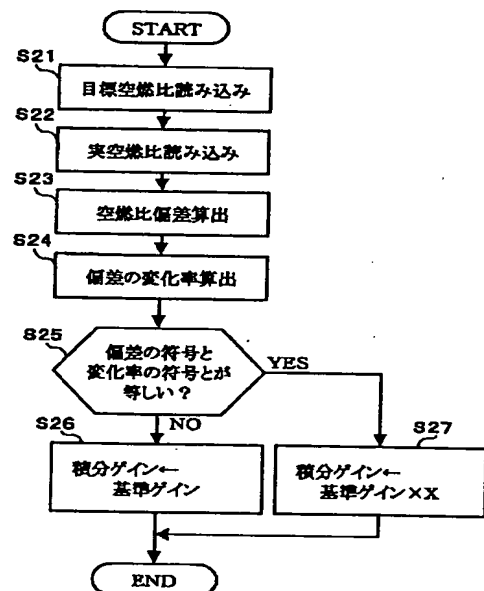 START
S21
目標空燃比読み込み
S22
実空燃比読み込み
S23
空燃比偏差算出
S24
偏差の変化率算出
S25
偏差の符号と
変化率の符号とが
等しい?
YES
NO
S26
積分ゲイン←
基準ゲイン
S27
積分ゲイン←
基準ゲイン×X
END